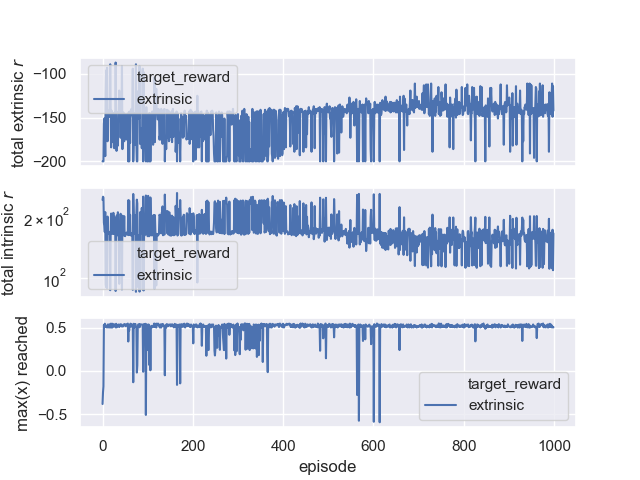 total extrinsic r
−100
−150
−200
target_reward
extrinsic
total intrinsic r
2 × 10²
10²
target_reward
extrinsic
max(x) reached
0.5
0.0
−0.5
target_reward
extrinsic
0
200
400
600
800
1000
episode